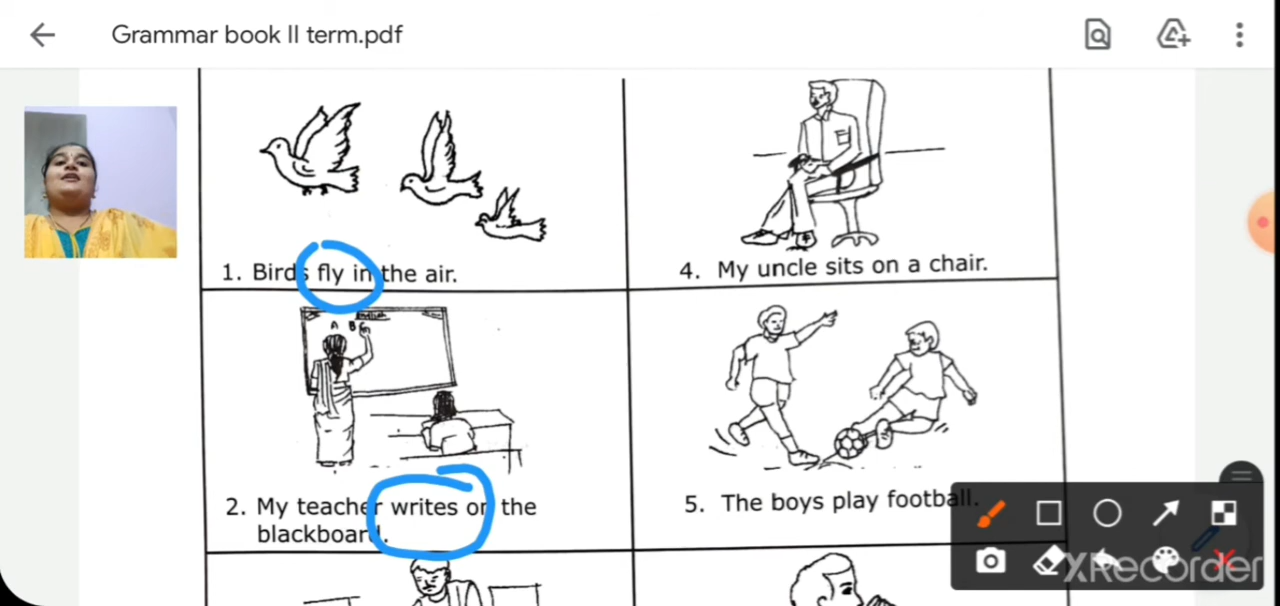 Grammar book II term.pdf
1. Birds fly in the air.
4. My uncle sits on a chair.
English
A B C
2. My teacher writes on the
blackboard.
5. The boys play football.
XRecorder